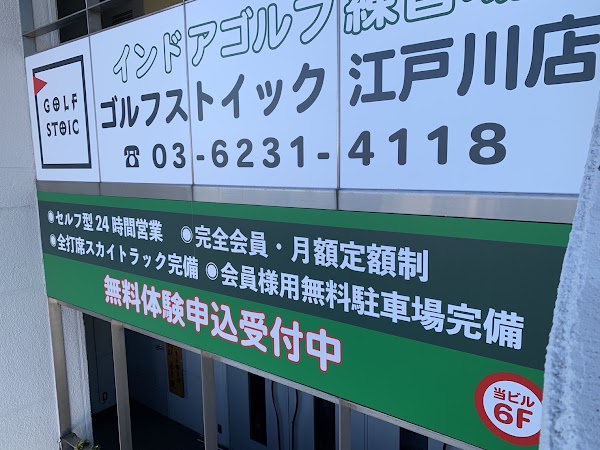 インドアゴルフ練習場
GOLF
STOIC
ゴルフストイック 江戸川店
☎ 03-6231-4118
◉セルフ型24時間営業 ◉完全会員・月額定額制
◉全打席スカイトラック完備 ◉会員様用無料駐車場完備
無料体験申込受付中
当ビル
6F